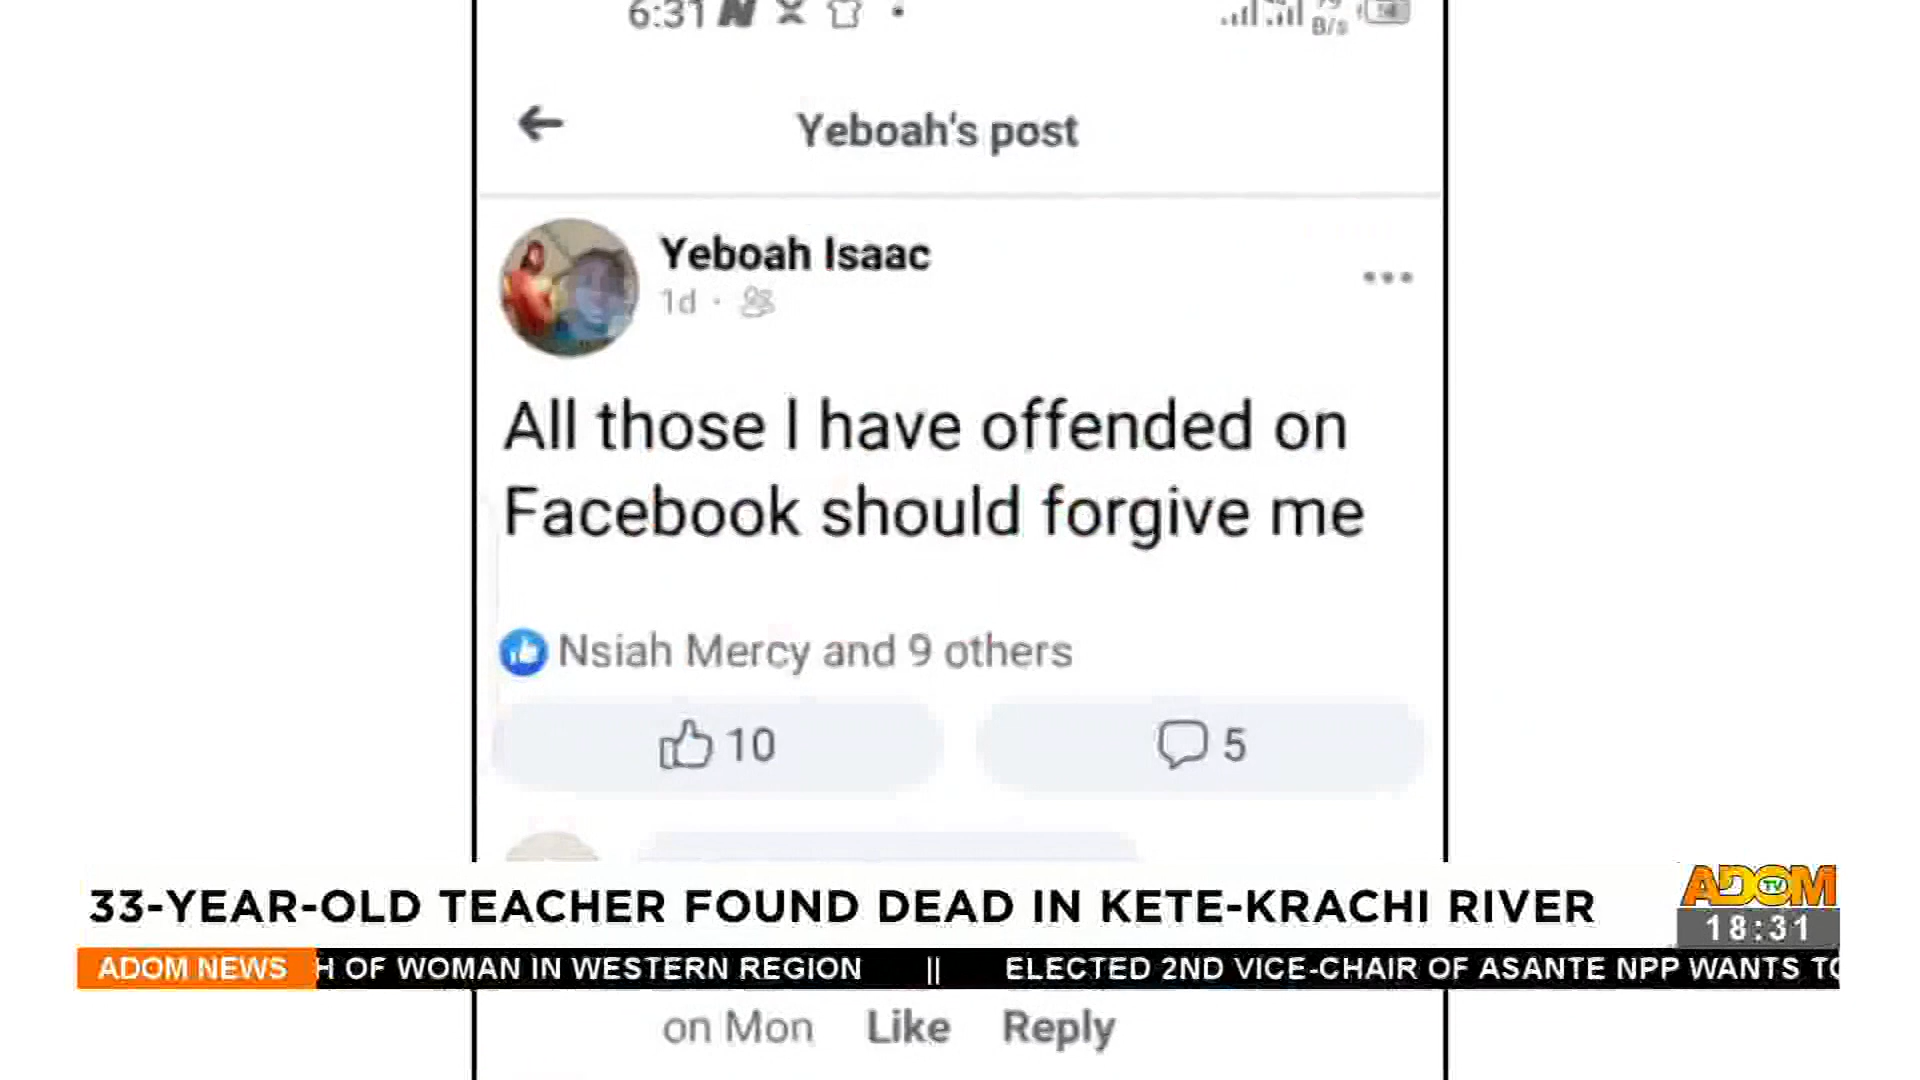 6:31
B/s
Yeboah's post
Yeboah Isaac
1d
All those I have offended on
Facebook should forgive me
Nsiah Mercy and 9 others
10
5
33-YEAR-OLD TEACHER FOUND DEAD IN KETE-KRACHI RIVER
ADOM TV
18:31
ADOM NEWS
H OF WOMAN IN WESTERN REGION || ELECTED 2ND VICE-CHAIR OF ASANTE NPP WANTS TO
on Mon Like Reply